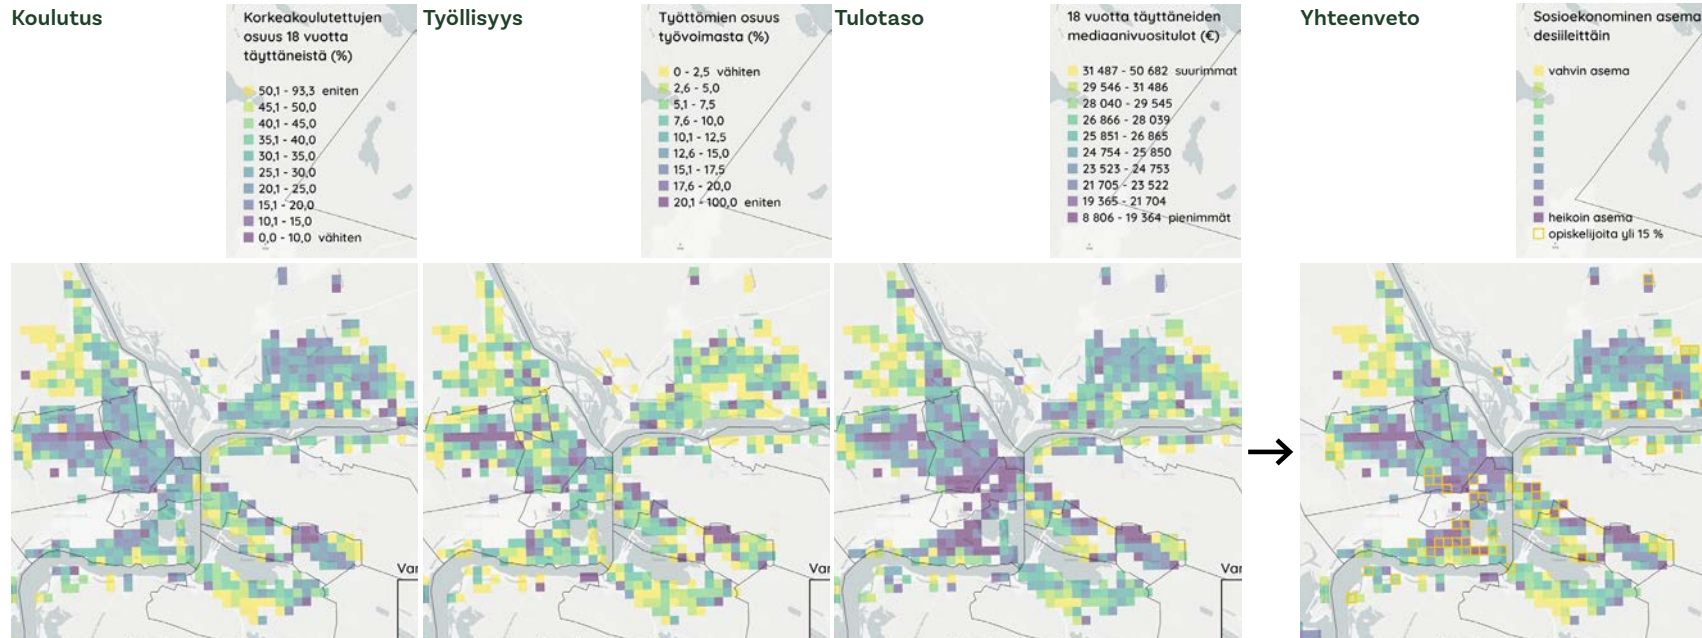 Koulutus
Korkeakoulutettujen
osuus 18 vuotta
täyttäneistä (%)
50,1 - 93,3 eniten
45,1 - 50,0
40,1 - 45,0
35,1 - 40,0
30,1 - 35,0
25,1 - 30,0
20,1 - 25,0
15,1 - 20,0
10,1 - 15,0
0,0 - 10,0 vähiten
Työllisyys
Työttömien osuus
työvoimasta (%)
0 - 2,5 vähiten
2,6 - 5,0
5,1 - 7,5
7,6 - 10,0
10,1 - 12,5
12,6 - 15,0
15,1 - 17,5
17,6 - 20,0
20,1 - 100,0 eniten
Tulotaso
18 vuotta täyttäneiden
mediaanivuositulot (€)
31 487 - 50 682 suurimmat
29 546 - 31 486
28 040 - 29 545
26 866 - 28 039
25 851 - 26 865
24 754 - 25 850
23 523 - 24 753
21 705 - 23 522
19 365 - 21 704
8 806 - 19 364 pienimmät
Yhteenveto
Sosioekonominen asema
desiileittäin
vahvin asema
heikoin asema
opiskelijoita yli 15 %
Var
Var